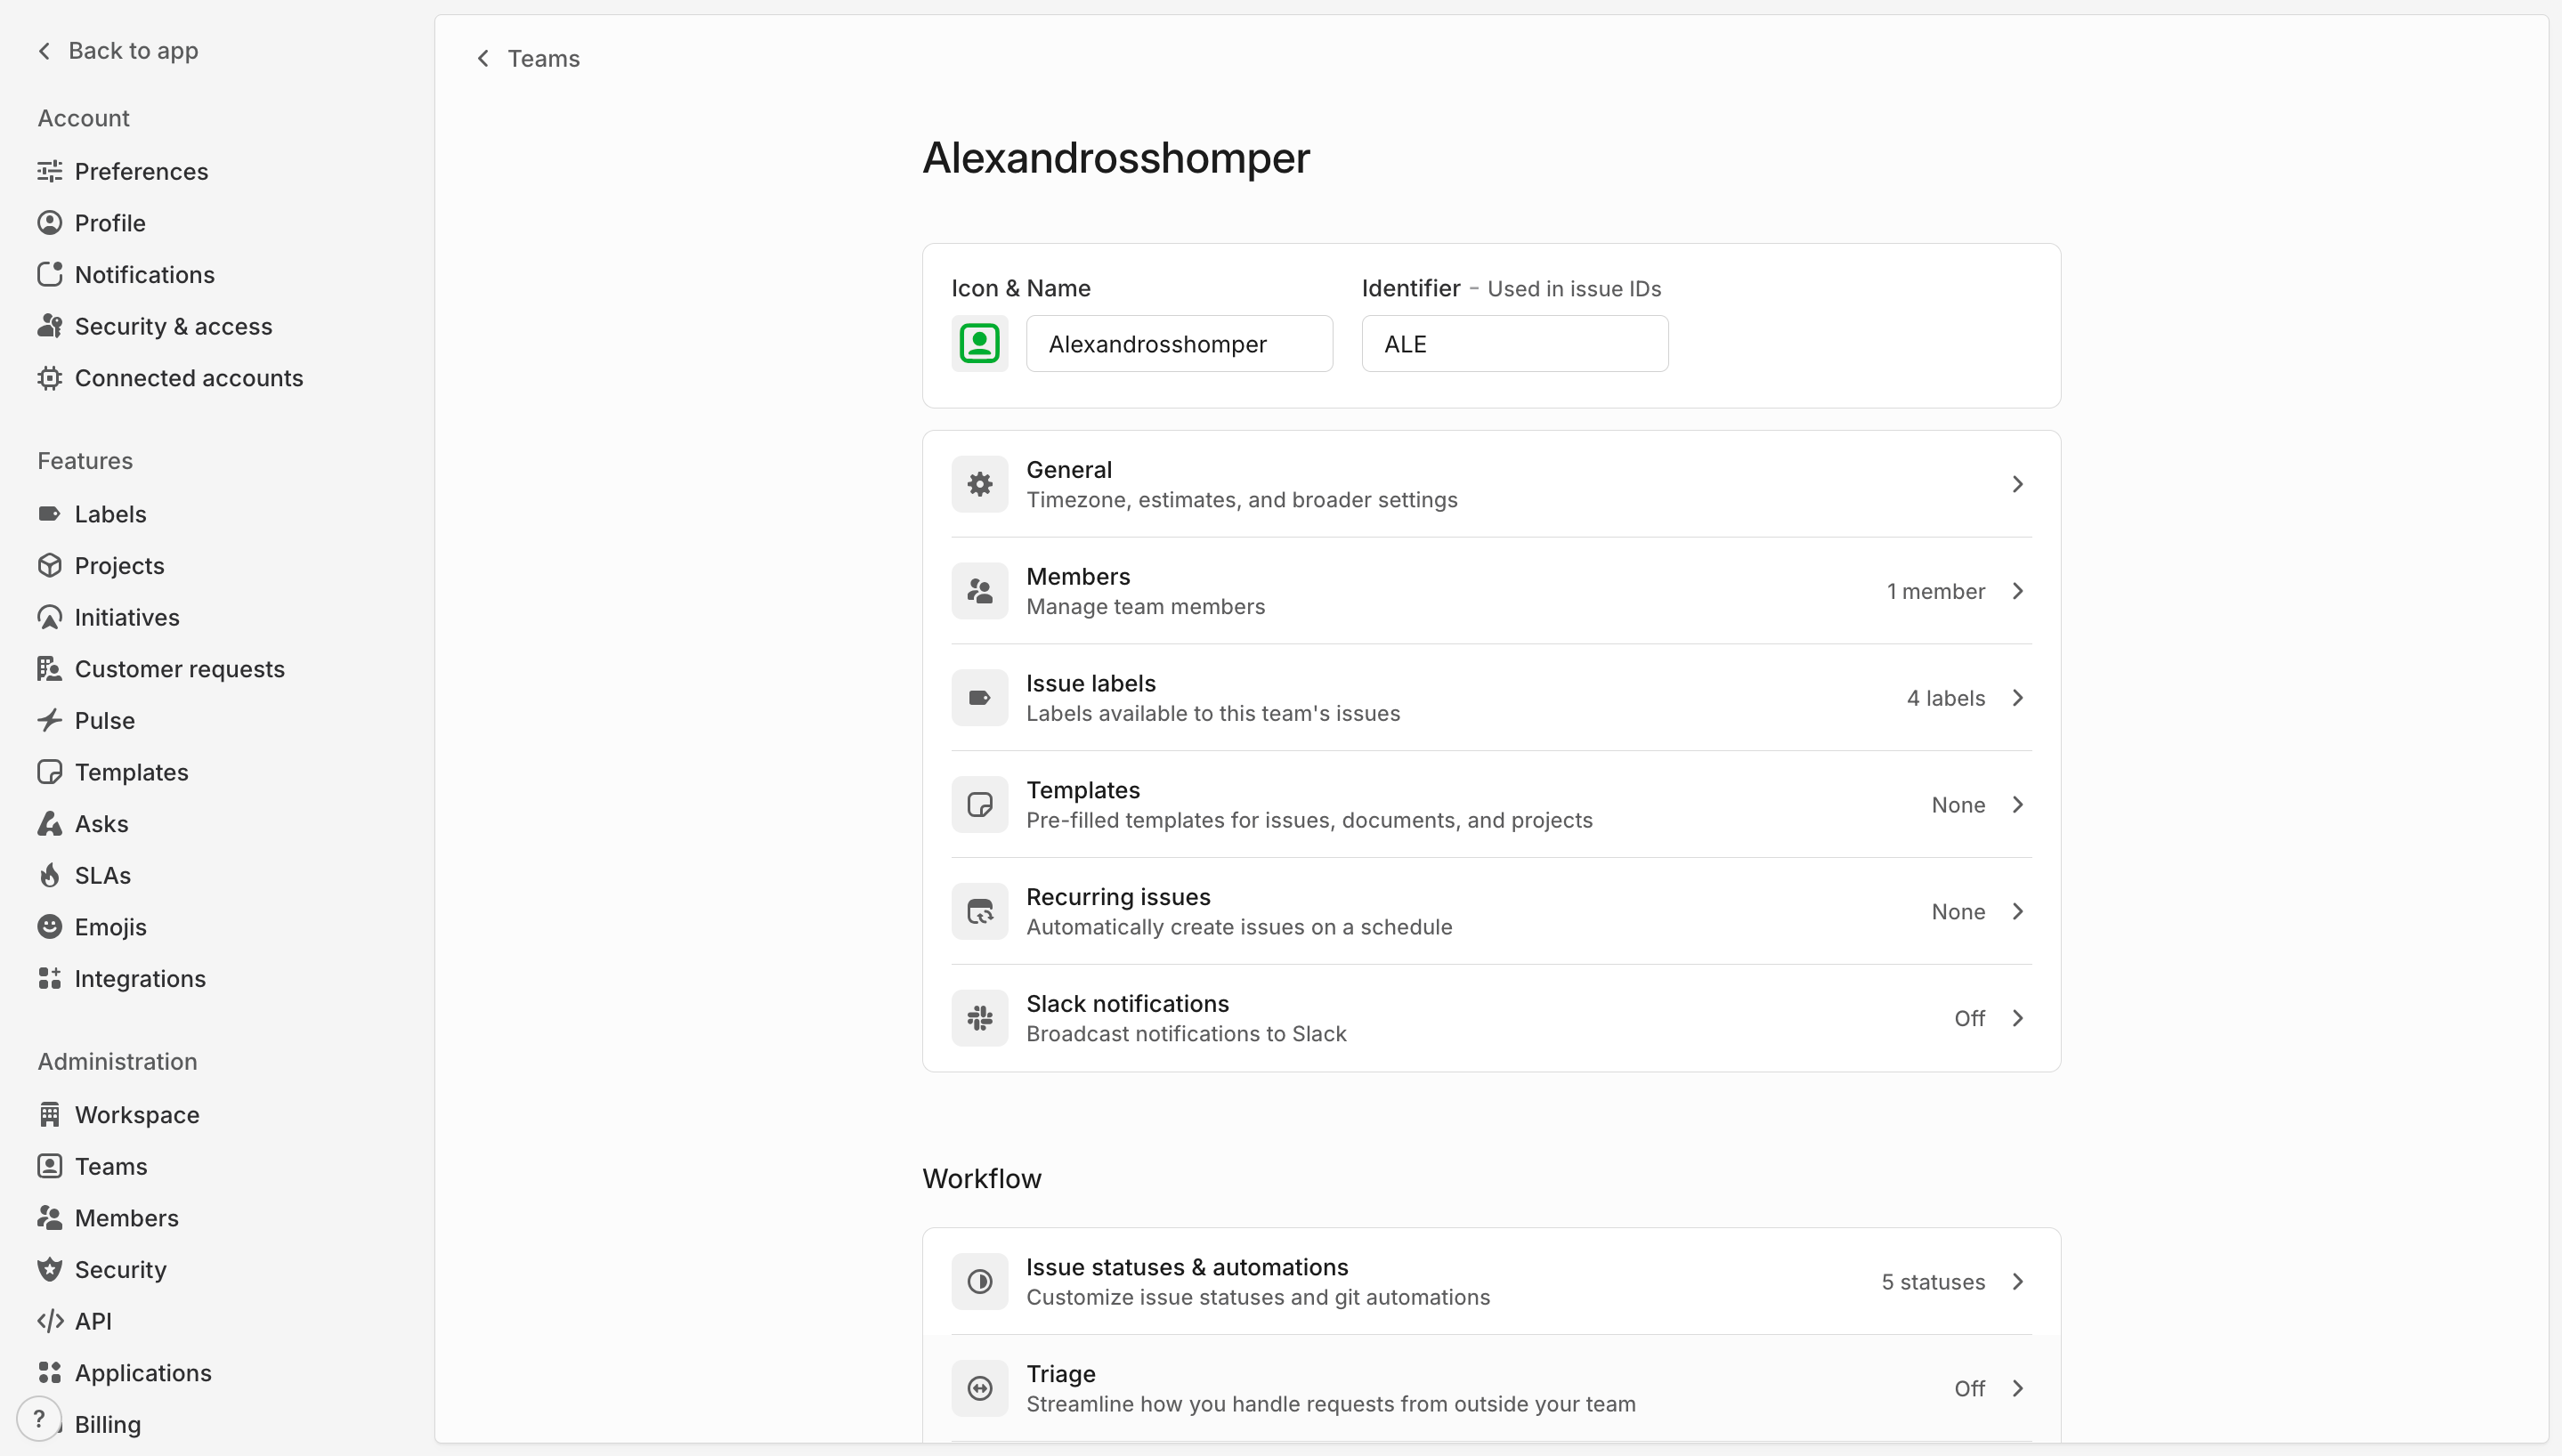 Back to app
Account
Preferences
Profile
Notifications
Security & access
Connected accounts
Features
Labels
Projects
Initiatives
Customer requests
Pulse
Templates
Asks
SLAs
Emojis
Integrations
Administration
Workspace
Teams
Members
Security
API
Applications
?
Billing
Teams
Alexandrosshomper
Icon & Name
Alexandrosshomper
Identifier – Used in issue IDs
ALE
General
Timezone, estimates, and broader settings
Members
Manage team members
1 member
Issue labels
Labels available to this team's issues
4 labels
Templates
Pre-filled templates for issues, documents, and projects
None
Recurring issues
Automatically create issues on a schedule
None
Slack notifications
Broadcast notifications to Slack
Off
Workflow
Issue statuses & automations
Customize issue statuses and git automations
5 statuses
Triage
Streamline how you handle requests from outside your team
Off